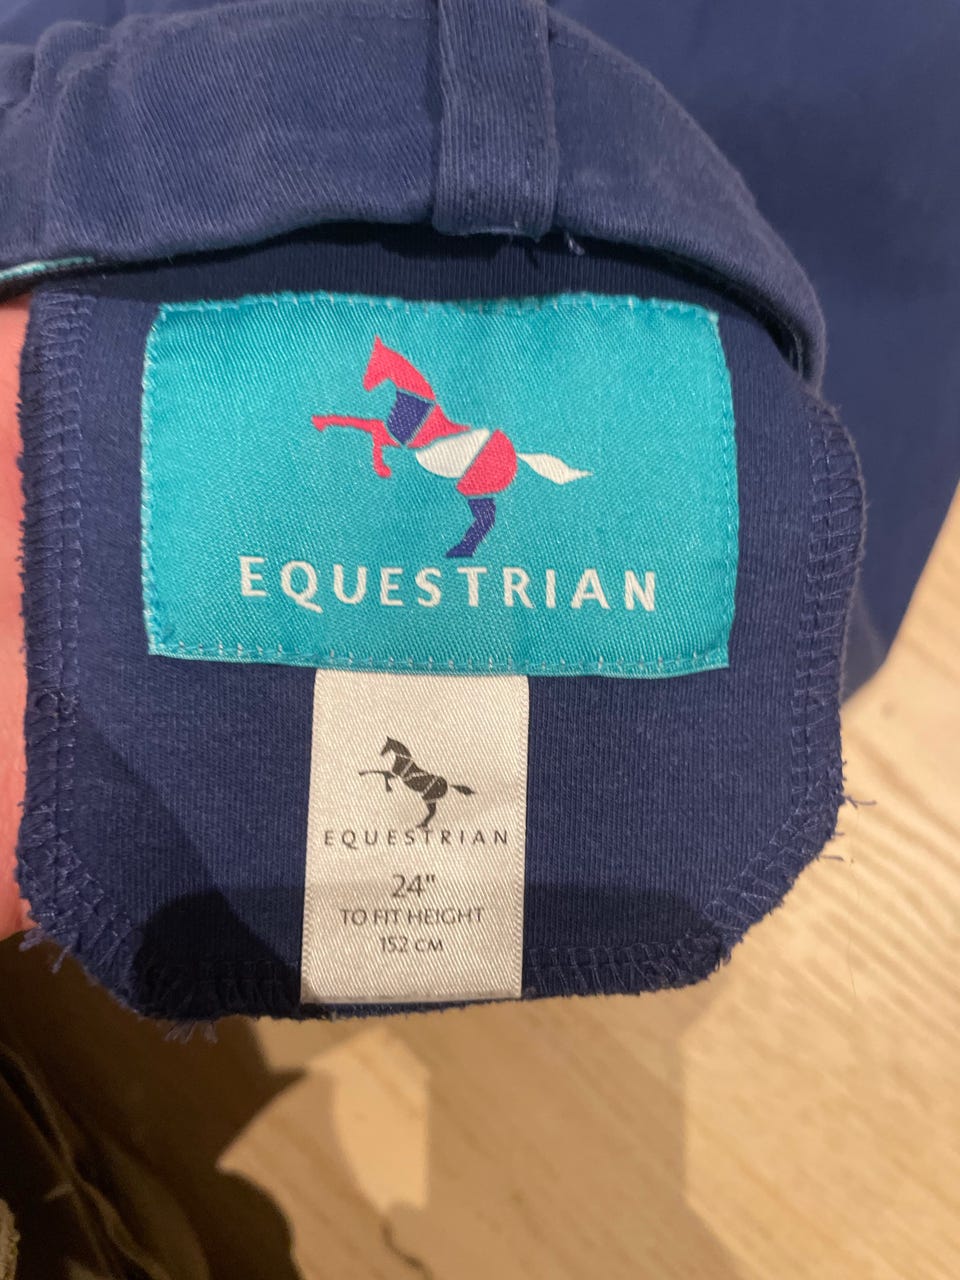 EQUESTRIAN
EQUESTRIAN
24"
TO FIT HEIGHT
152 CM